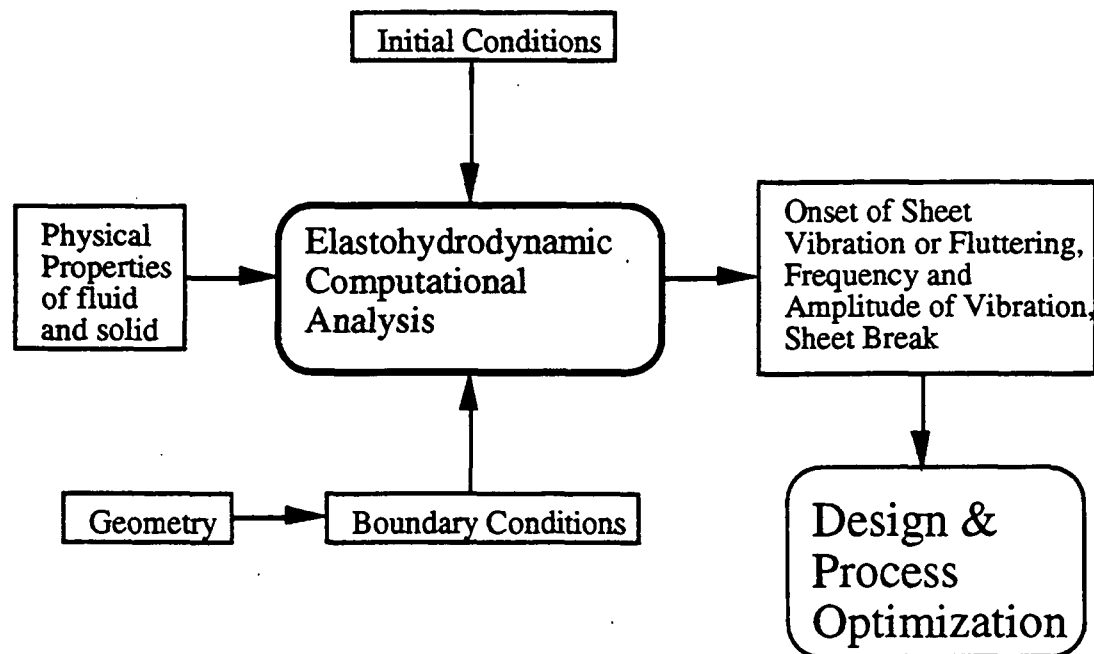 Initial Conditions
Physical
Properties
of fluid
and solid
Elastohydrodynamic
Computational
Analysis
Onset of Sheet
Vibration or Fluttering,
Frequency and
Amplitude of Vibration,
Sheet Break
Geometry
Boundary Conditions
Design &
Process
Optimization